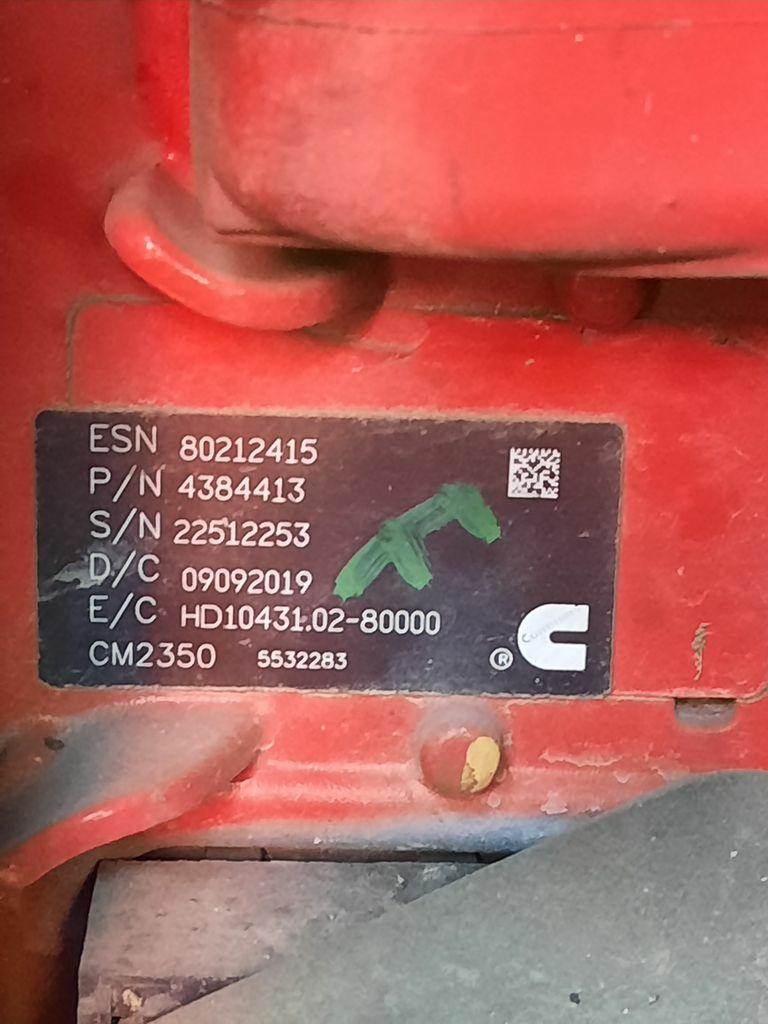 ESN 80212415
P/N 4384413
S/N 22512253
D/C 09092019
E/C HD10431.02-80000
CM2350 5532283
®